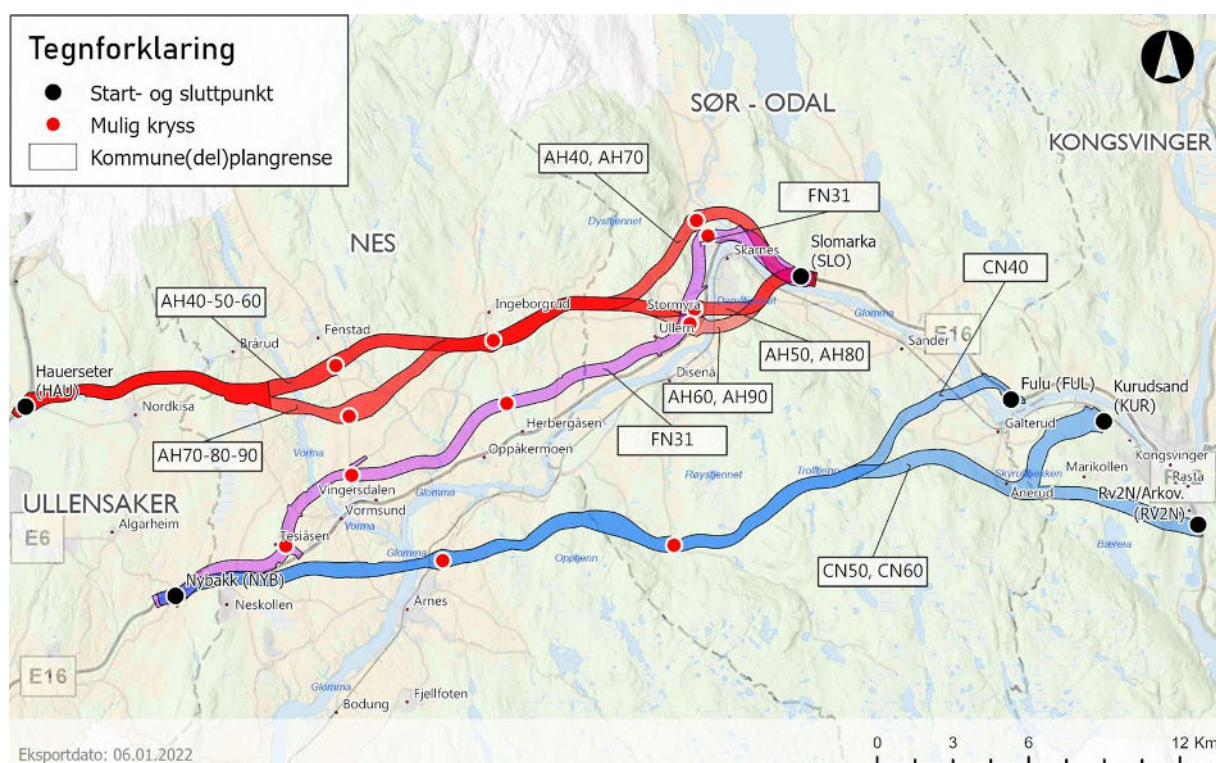 Tegnforklaring
Start- og sluttpunkt
Mulig kryss
Kommune(del)plangrense
SØR - ODAL
KONGSVINGER
AH40, AH70
FN31
Dysttjennet
Skarnes
Slomarka
(SLO)
NES
CN40
AH40-50-60
Ingeborgrud
Stormyra
Glomma
Fenstad
Ullern
E16
Brårud
AH50, AH80
Sander
Hauerseter
(HAU)
Disenå
Fulu (FUL)
Kurudsand
(KUR)
Nordkisa
AH60, AH90
Galterud
Herbergåsen
FN31
AH70-80-90
Vorma
Oppåkermoen
Kongsvinger
Røystjennet
Trolltjenn
Marikollen
Rasta
Vingersdalen
Glomma
Ånerud
Rv2N/Arkov.
(RV2N)
ULLENSAKER
Vormsund
Algarheim
Vorma
E6
Tesiåsen
Bæreia
Glomma
Opptjenn
CN50, CN60
Nybakk (NYB)
Neskollen
Årnes
E16
Glomma
Fjellfoten
Bodung
Eksportdato: 06.01.2022
0 3 6 12 Km